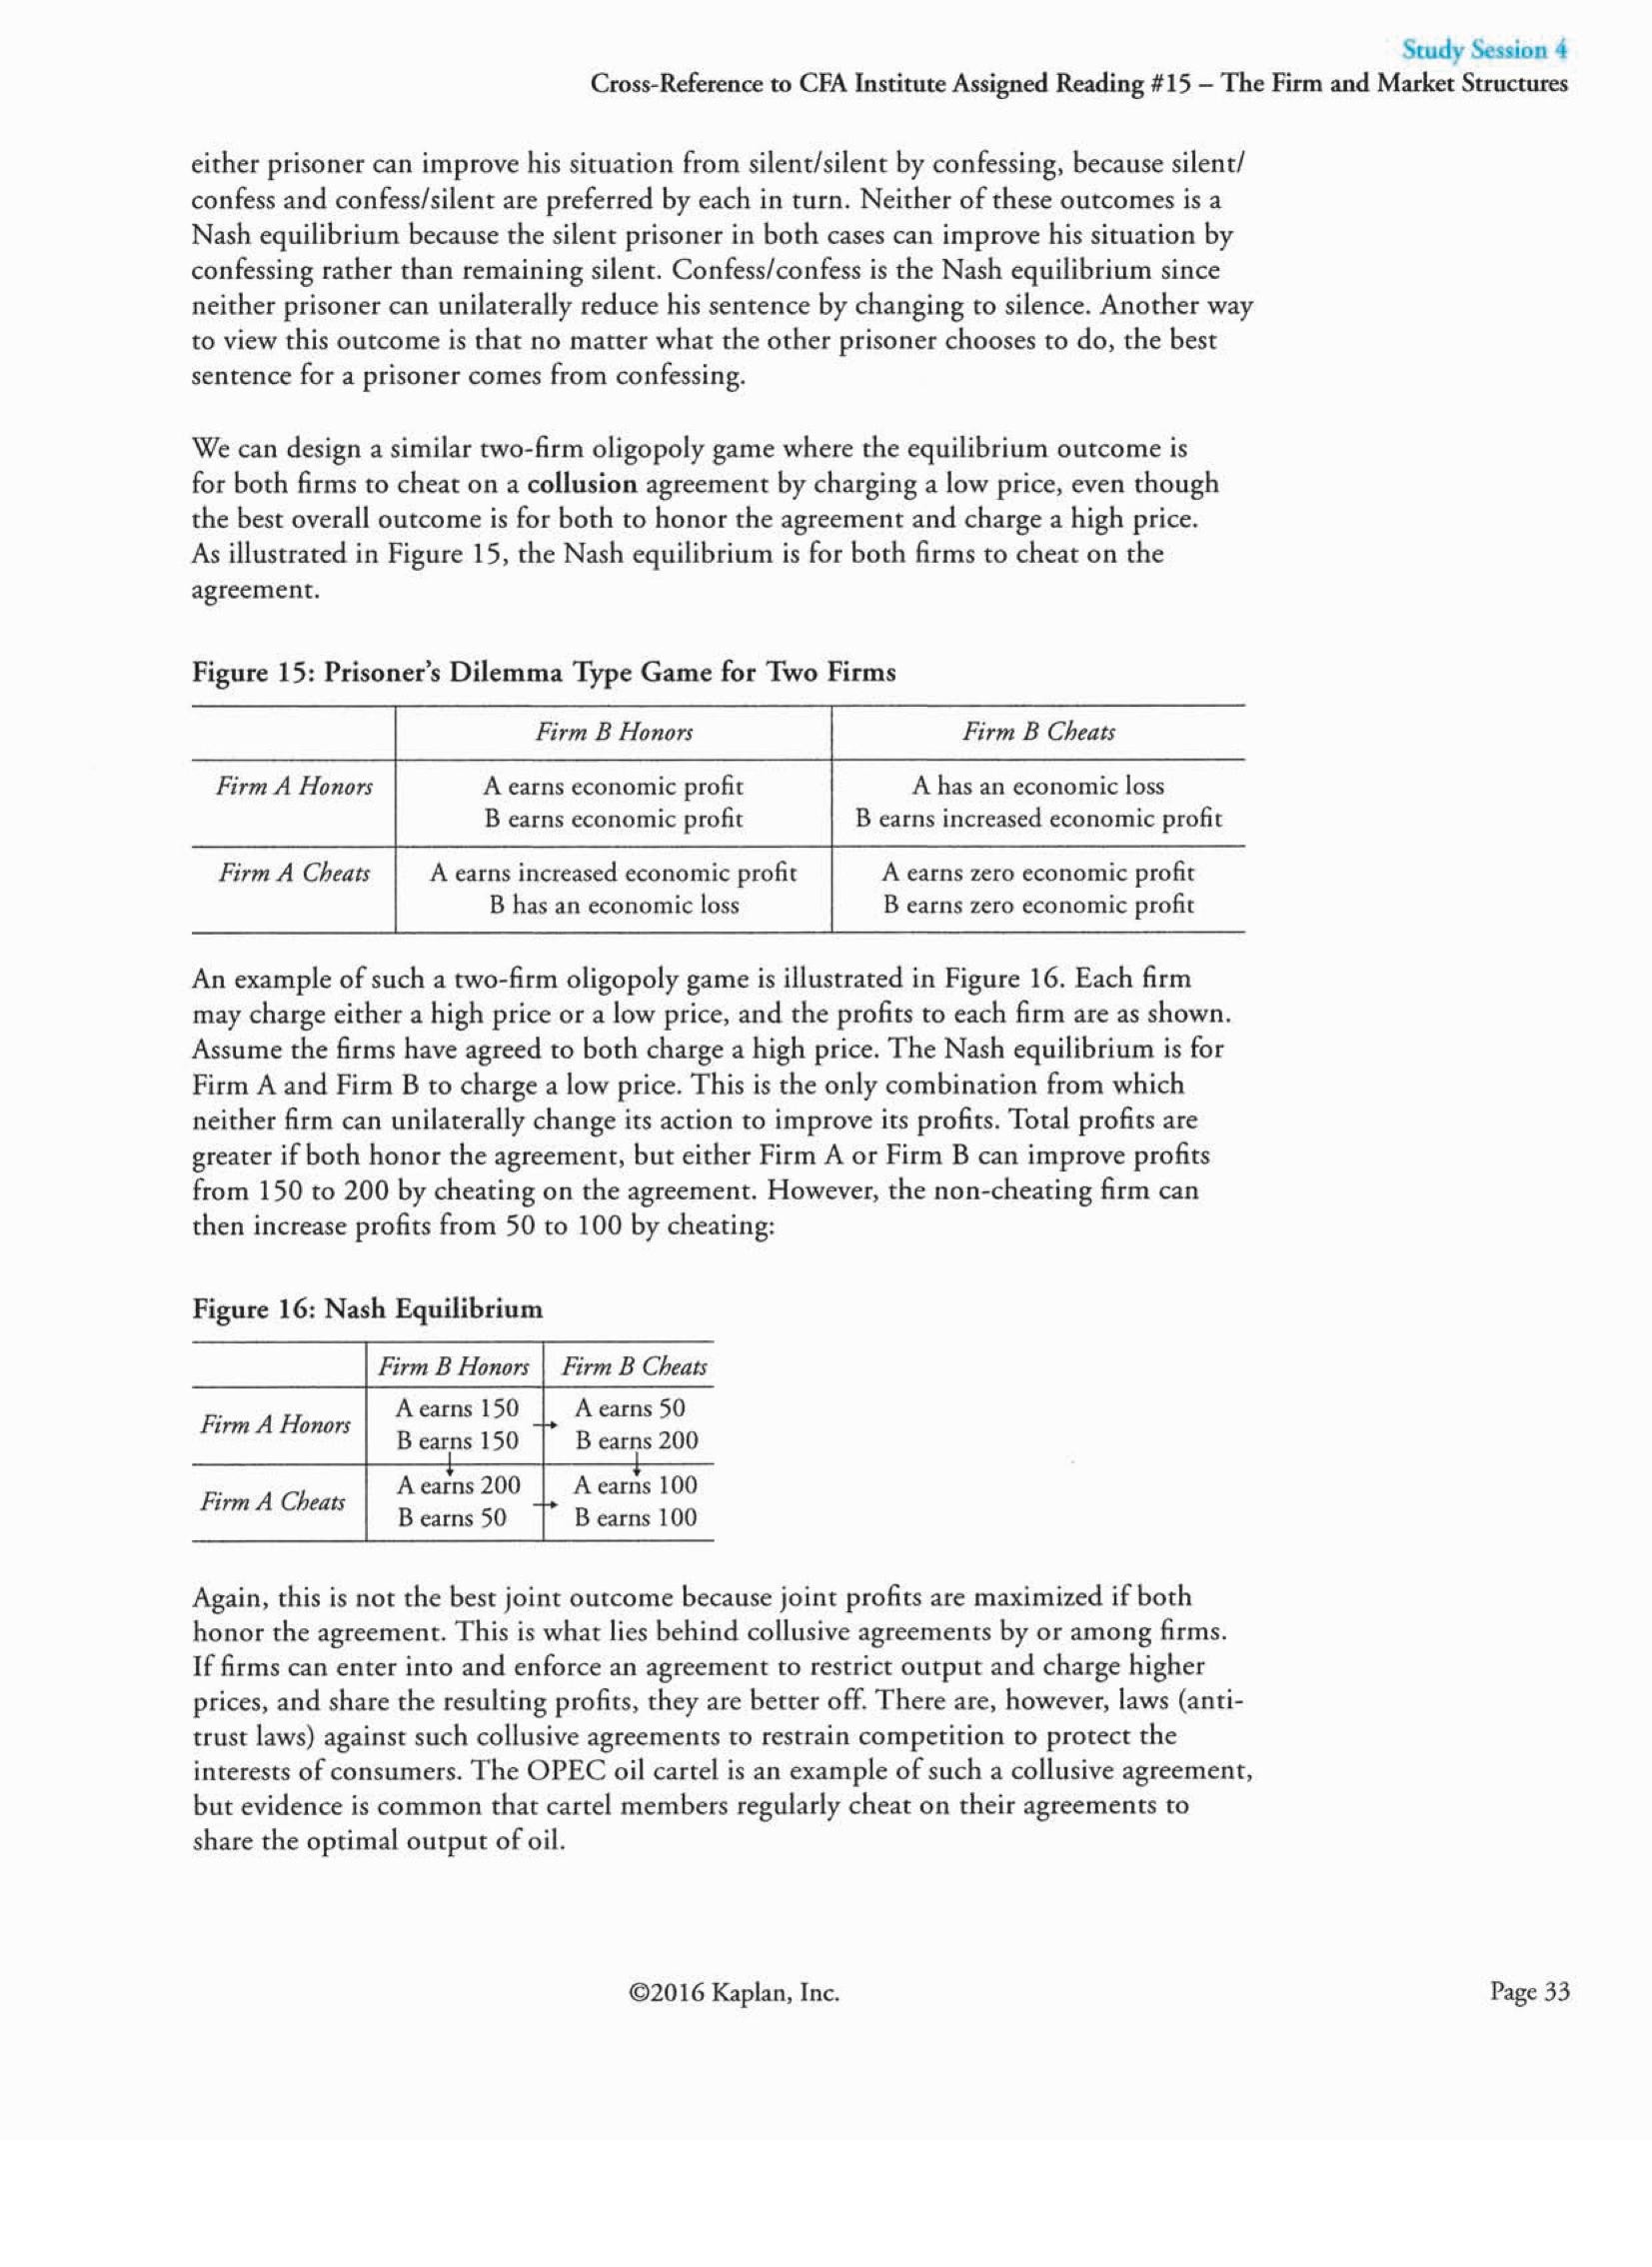 Study Session 4
Cross-Reference to CFA Institute Assigned Reading #15 – The Firm and Market Structures
either prisoner can improve his situation from silent/silent by confessing, because silent/
confess and confess/silent are preferred by each in turn. Neither of these outcomes is a
Nash equilibrium because the silent prisoner in both cases can improve his situation by
confessing rather than remaining silent. Confess/confess is the Nash equilibrium since
neither prisoner can unilaterally reduce his sentence by changing to silence. Another way
to view this outcome is that no matter what the other prisoner chooses to do, the best
sentence for a prisoner comes from confessing.
We can design a similar two-firm oligopoly game where the equilibrium outcome is
for both firms to cheat on a collusion agreement by charging a low price, even though
the best overall outcome is for both to honor the agreement and charge a high price.
As illustrated in Figure 15, the Nash equilibrium is for both firms to cheat on the
agreement.
Figure 15: Prisoner's Dilemma Type Game for Two Firms
Firm B Honors Firm B Cheats
Firm A Honors A earns economic profit A has an economic loss
B earns economic profit B earns increased economic profit
Firm A Cheats A earns increased economic profit A earns zero economic profit
B has an economic loss B earns zero economic profit
An example of such a two-firm oligopoly game is illustrated in Figure 16. Each firm
may charge either a high price or a low price, and the profits to each firm are as shown.
Assume the firms have agreed to both charge a high price. The Nash equilibrium is for
Firm A and Firm B to charge a low price. This is the only combination from which
neither firm can unilaterally change its action to improve its profits. Total profits are
greater if both honor the agreement, but either Firm A or Firm B can improve profits
from 150 to 200 by cheating on the agreement. However, the non-cheating firm can
then increase profits from 50 to 100 by cheating:
Figure 16: Nash Equilibrium
Firm B Honors Firm B Cheats
Firm A Honors A earns 150 A earns 50
B earns 150 B earns 200
Firm A Cheats A earns 200 A earns 100
B earns 50 B earns 100
Again, this is not the best joint outcome because joint profits are maximized if both
honor the agreement. This is what lies behind collusive agreements by or among firms.
If firms can enter into and enforce an agreement to restrict output and charge higher
prices, and share the resulting profits, they are better off. There are, however, laws (anti-
trust laws) against such collusive agreements to restrain competition to protect the
interests of consumers. The OPEC oil cartel is an example of such a collusive agreement,
but evidence is common that cartel members regularly cheat on their agreements to
share the optimal output of oil.
©2016 Kaplan, Inc. Page 33